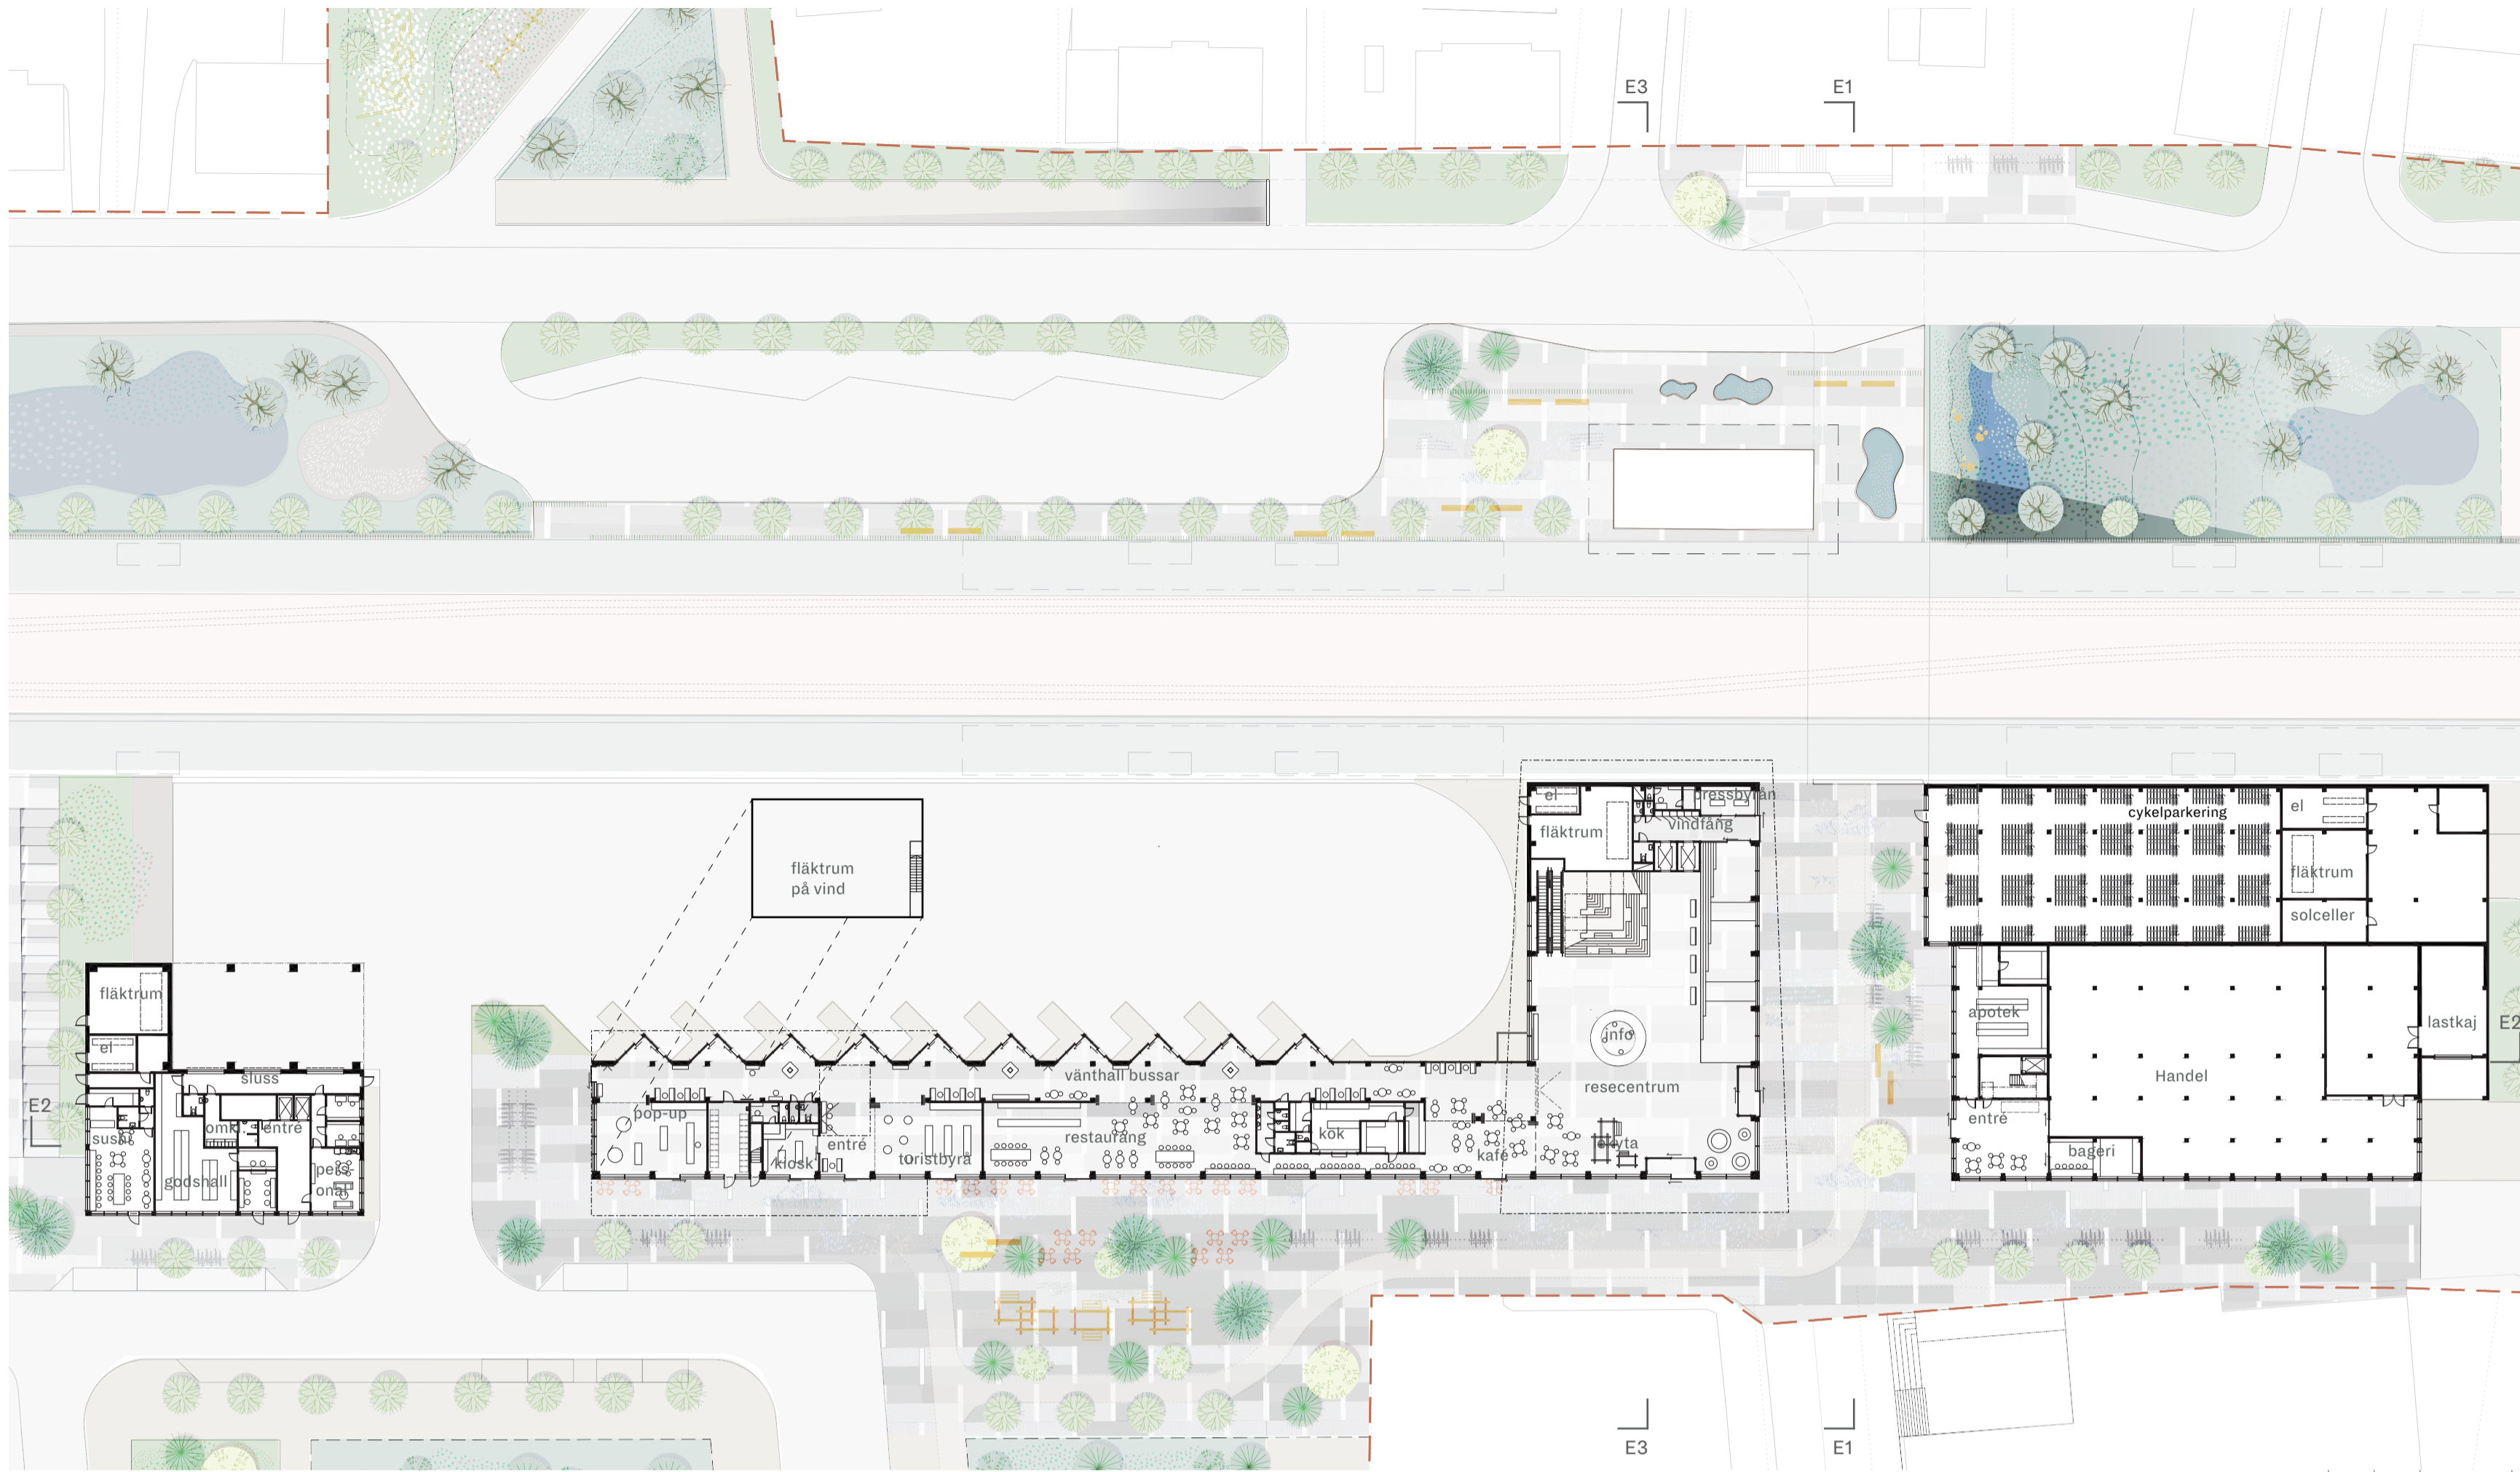 E3
E1
fläktrum
på vind
el
pressbyrån
fläktrum
vindfång
info
resecentrum
vänthall bussar
pop-up
kiosk
entré
toristbyrå
restaurang
kök
kafé
cykelparkering
el
fläktrum
solceller
apotek
lastkaj
E2
Handel
entré
bageri
fläktrum
el
sluss
E2
sushi
omk.
entré
godshall
pers-
onal
E3
E1